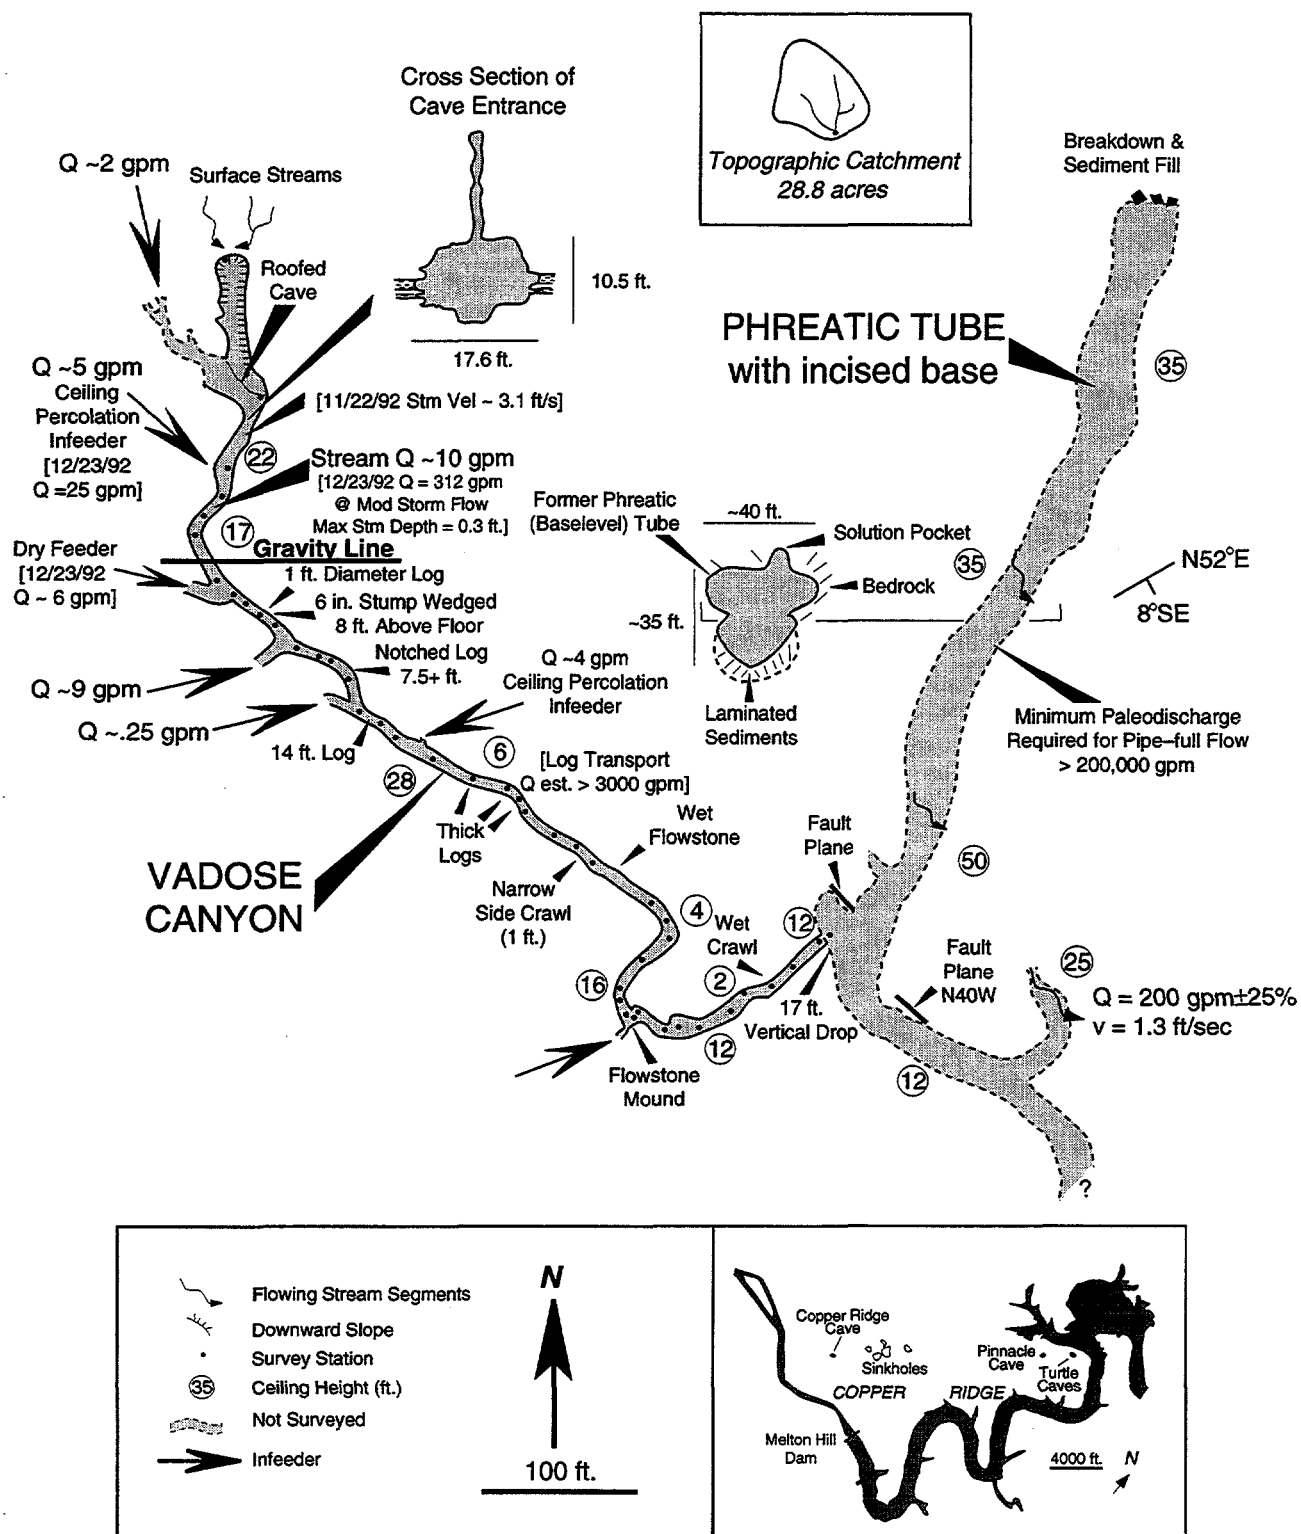 Topographic Catchment
28.8 acres
Cross Section of
Cave Entrance
10.5 ft.
17.6 ft.
Q ~2 gpm
Surface Streams
Roofed
Cave
Breakdown &
Sediment Fill
PHREATIC TUBE
with incised base
35
Q ~5 gpm
Ceiling
Percolation
Infeeder
[12/23/92
Q =25 gpm]
[11/22/92 Stm Vel ~ 3.1 ft/s]
22
Stream Q ~10 gpm
[12/23/92 Q = 312 gpm
@ Mod Storm Flow
Max Stm Depth = 0.3 ft.]
17
Gravity Line
Dry Feeder
[12/23/92
Q ~ 6 gpm]
1 ft. Diameter Log
6 in. Stump Wedged
8 ft. Above Floor
Notched Log
7.5+ ft.
Former Phreatic
(Baselevel) Tube
~40 ft.
Solution Pocket
Bedrock
~35 ft.
Laminated
Sediments
35
N52°E
8°SE
Q ~9 gpm
Q ~.25 gpm
14 ft. Log
28
Q ~4 gpm
Ceiling Percolation
Infeeder
6
[Log Transport
Q est. > 3000 gpm]
Thick
Logs
Minimum Paleodischarge
Required for Pipe-full Flow
> 200,000 gpm
Wet
Flowstone
Fault
Plane
50
VADOSE
CANYON
Narrow
Side Crawl
(1 ft.)
4
Wet
Crawl
12
2
16
17 ft.
Vertical Drop
12
Flowstone
Mound
Fault
Plane
N40W
25
Q = 200 gpm±25%
v = 1.3 ft/sec
12
?
Flowing Stream Segments
Downward Slope
Survey Station
35
Ceiling Height (ft.)
Not Surveyed
Infeeder
N
100 ft.
Copper Ridge
Cave
Sinkholes
Pinnacle
Cave
Turtle
Caves
COPPER RIDGE
Melton Hill
Dam
4000 ft.
N